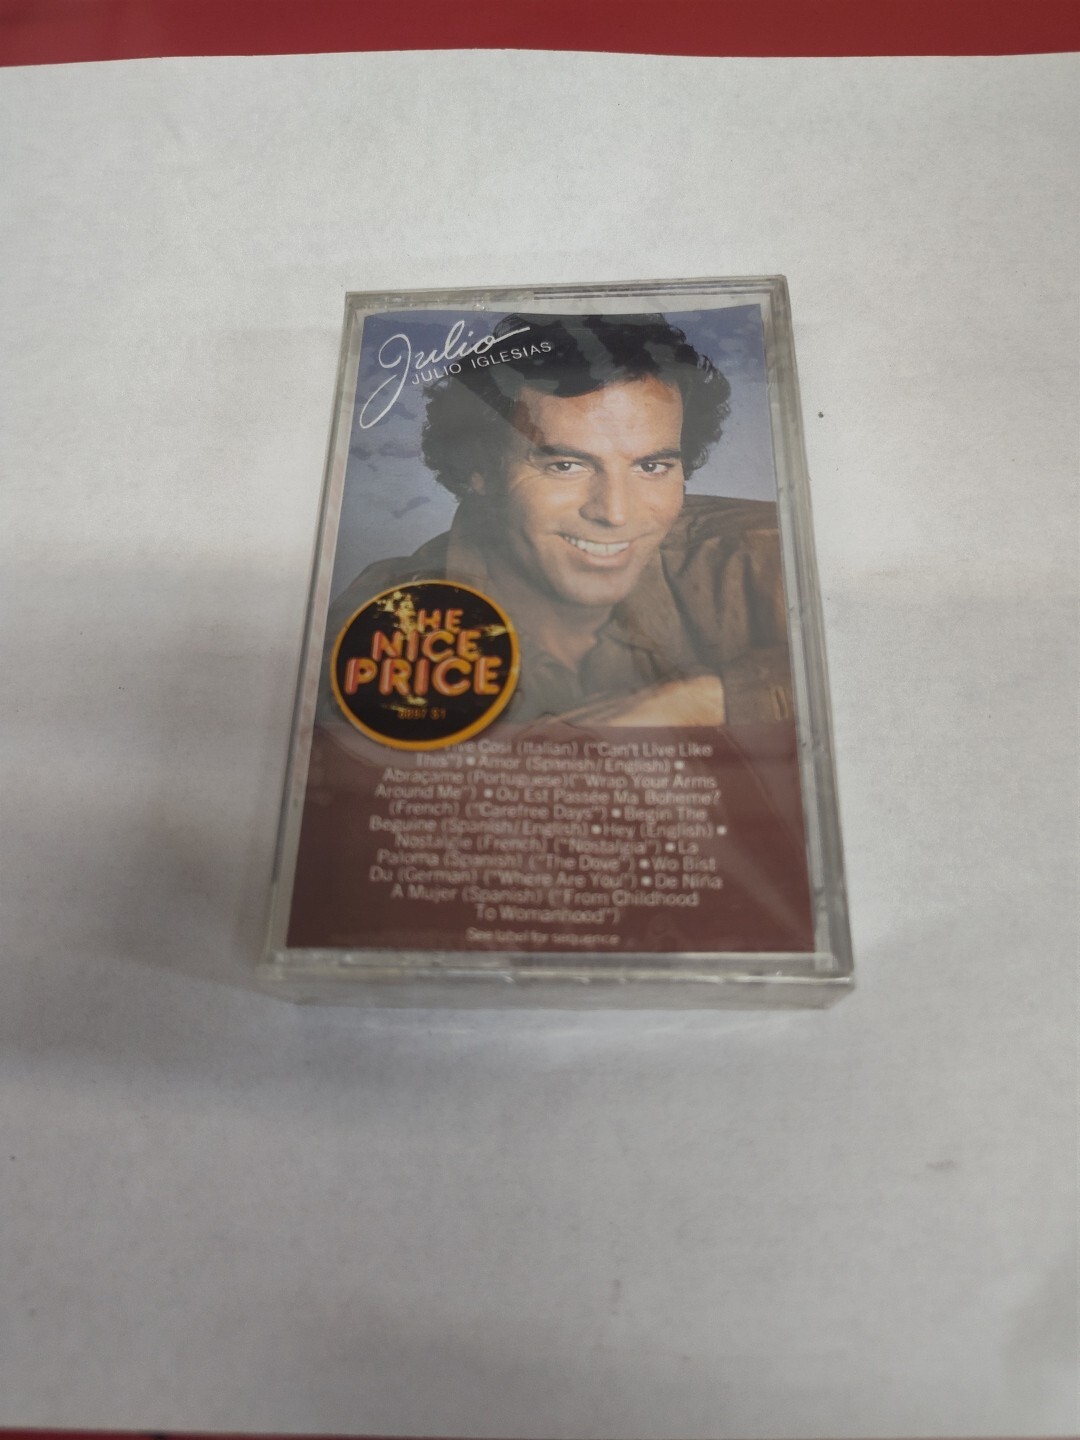 Julio
JULIO IGLESIAS
THE
NICE
PRICE
Vive Cosi (Italian) ("Can't Live Like
This") • Amor (Spanish/English) •
Abraçame (Portuguese) ("Wrap Your Arms
Around Me") • Ou Est Passée Ma Boheme?
(French) ("Carefree Days") • Begin The
Beguine (Spanish/English) • Hey (English) •
Nostalgie (French) ("Nostalgia") • La
Paloma (Spanish) ("The Dove") • Wo Bist
Du (German) ("Where Are You") • De Niña
A Mujer (Spanish) ("From Childhood
To Womanhood")
See label for sequence